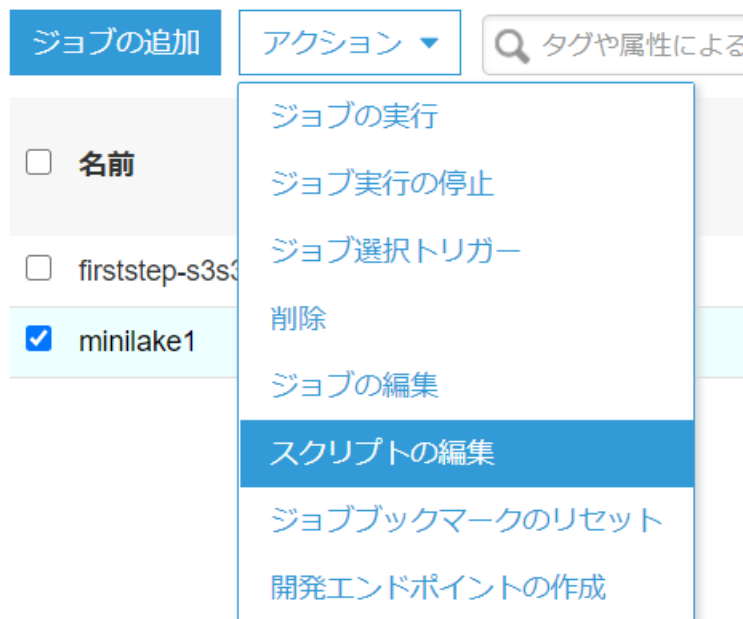 ジョブの追加 アクション タグや属性による
ジョブの実行
名前
ジョブ実行の停止
ジョブ選択トリガー
firststep-s3s3
削除
minilake1
ジョブの編集
スクリプトの編集
ジョブブックマークのリセット
開発エンドポイントの作成